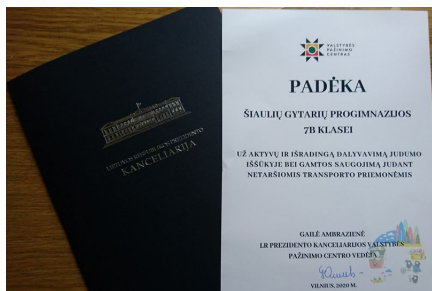 LIETUVOS RESPUBLIKOS PREZIDENTO
KANCELIARIJA
VALSTYBĖS
PAŽINIMO
CENTRAS
PADĖKA
ŠIAULIŲ GYTARIŲ PROGIMNAZIJOS
7B KLASEI
UŽ AKTYVŲ IR IŠRADINGĄ DALYVAVIMĄ JUDUMO
IŠŠŪKYJE BEI GAMTOS SAUGOJIMĄ JUDANT
NETARŠIOMIS TRANSPORTO PRIEMONĖMIS
GAILĖ AMBRAZIENĖ
LR PREZIDENTO KANCELIARIJOS VALSTYBĖS
PAŽINIMO CENTRO VEDĖJA
VILNIUS, 2020 M.